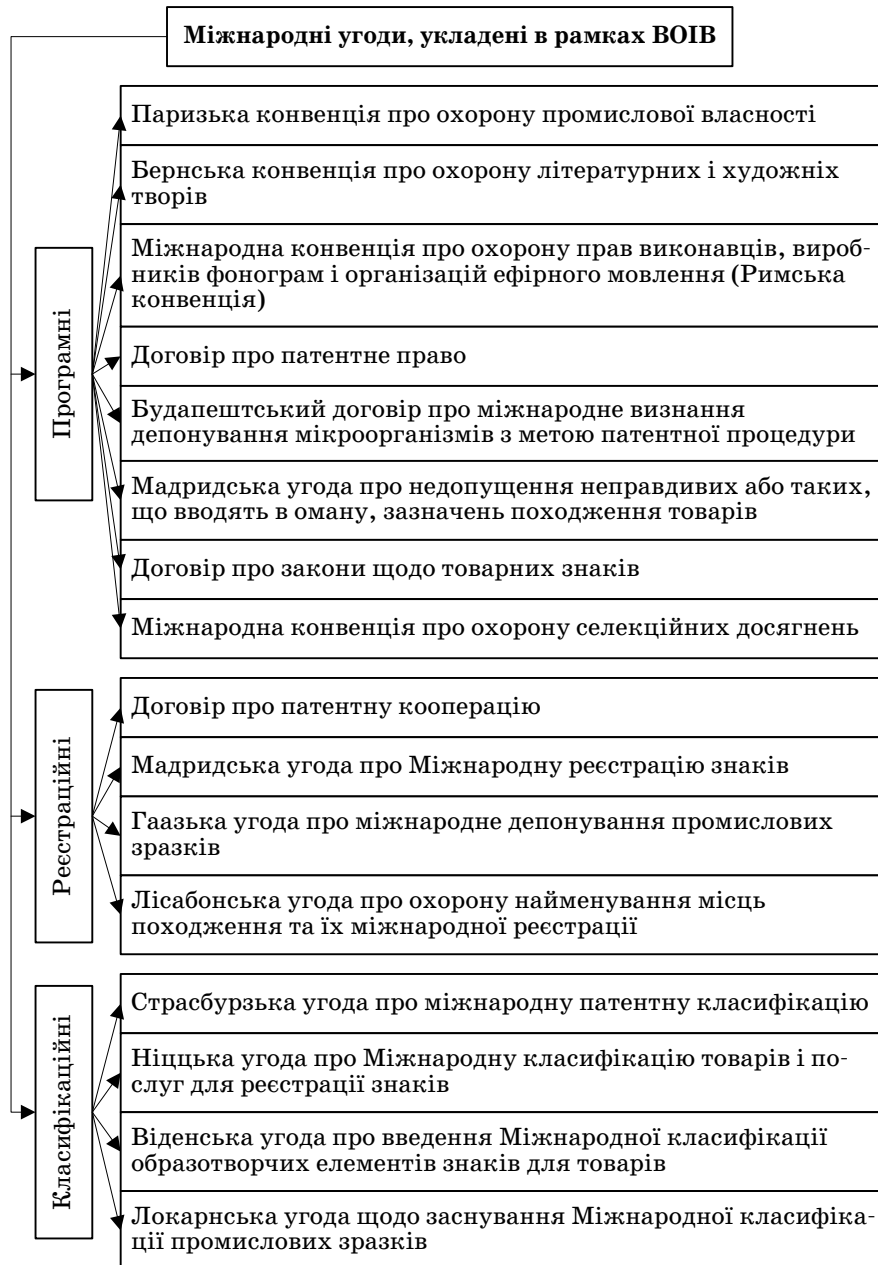 Міжнародні угоди, укладені в рамках ВОІВ
Програмні
Паризька конвенція про охорону промислової власності
Бернська конвенція про охорону літературних і художніх
творів
Міжнародна конвенція про охорону прав виконавців, вироб-
ників фонограм і організацій ефірного мовлення (Римська
конвенція)
Договір про патентне право
Будапештський договір про міжнародне визнання
депонування мікроорганізмів з метою патентної процедури
Мадридська угода про недопущення неправдивих або таких,
що вводять в оману, зазначень походження товарів
Договір про закони щодо товарних знаків
Міжнародна конвенція про охорону селекційних досягнень
Реєстраційні
Договір про патентну кооперацію
Мадридська угода про Міжнародну реєстрацію знаків
Гаазька угода про міжнародне депонування промислових
зразків
Лісабонська угода про охорону найменування місць
походження та їх міжнародної реєстрації
Класифікаційні
Страсбурзька угода про міжнародну патентну класифікацію
Ніццька угода про Міжнародну класифікацію товарів і по-
слуг для реєстрації знаків
Віденська угода про введення Міжнародної класифікації
образотворчих елементів знаків для товарів
Локарнська угода щодо заснування Міжнародної класифіка-
ції промислових зразків